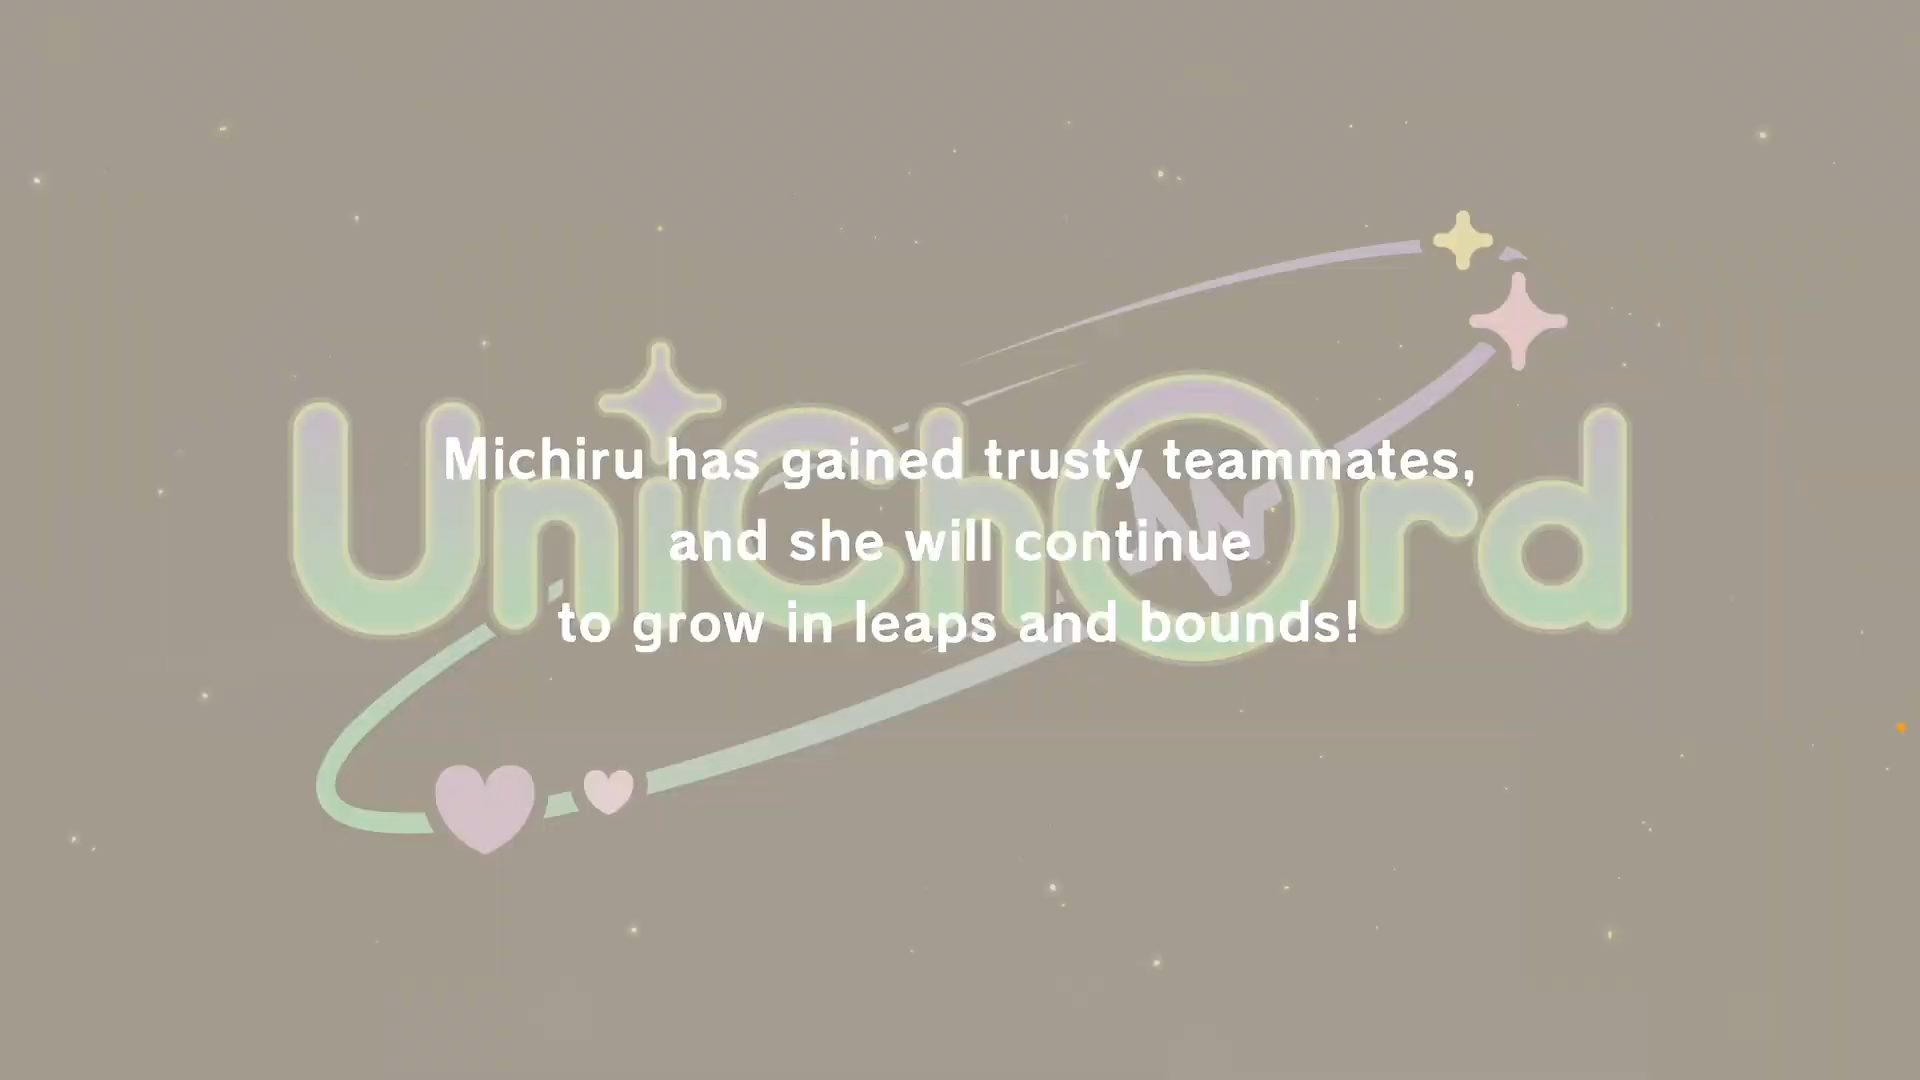 UniChOrd
Michiru has gained trusty teammates,
and she will continue
to grow in leaps and bounds!